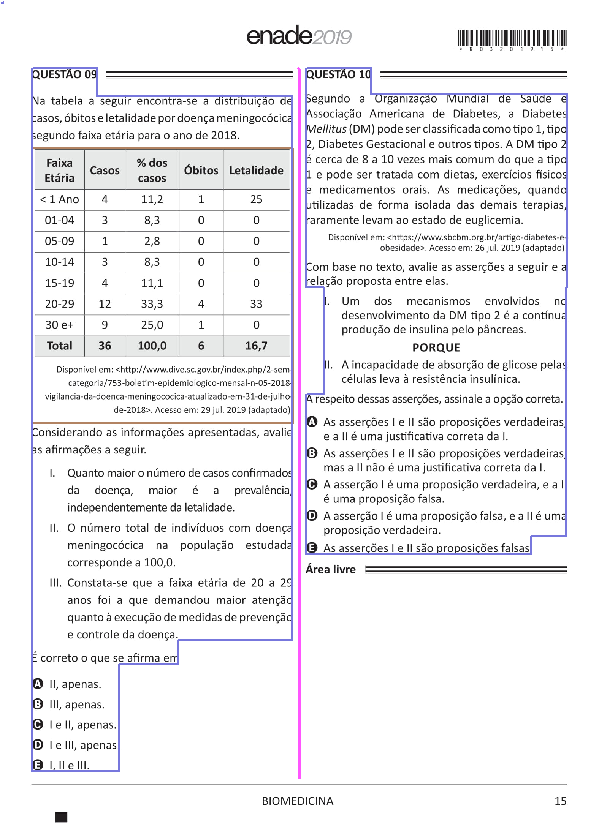 enade2019
QUESTÃO 09
Na tabela a seguir encontra-se a distribuição de
casos, óbitos e letalidade por doença meningocócica
segundo faixa etária para o ano de 2018.
Faixa Etária Casos % dos casos Óbitos Letalidade
< 1 Ano 4 11,2 1 25
01-04 3 8,3 0 0
05-09 1 2,8 0 0
10-14 3 8,3 0 0
15-19 4 11,1 0 0
20-29 12 33,3 4 33
30 e+ 9 25,0 1 0
Total 36 100,0 6 16,7
Disponível em: <http://www.dive.sc.gov.br/index.php/2-sem-
categoria/753-boletim-epidemiologico-mensal-n-05-2018-
vigilancia-da-doenca-meningococica-atualizado-em-31-de-julho-
de-2018>. Acesso em: 29 jul. 2019 (adaptado)
Considerando as informações apresentadas, avalie
as afirmações a seguir.
I. Quanto maior o número de casos confirmados
da doença, maior é a prevalência,
independentemente da letalidade.
II. O número total de indivíduos com doença
meningocócica na população estudada
corresponde a 100,0.
III. Constata-se que a faixa etária de 20 a 29
anos foi a que demandou maior atenção
quanto à execução de medidas de prevenção
e controle da doença.
É correto o que se afirma em
A II, apenas.
B III, apenas.
C I e II, apenas.
D I e III, apenas
E I, II e III.
QUESTÃO 10
Segundo a Organização Mundial de Saúde e
Associação Americana de Diabetes, a Diabetes
Mellitus (DM) pode ser classificada como tipo 1, tipo
2, Diabetes Gestacional e outros tipos. A DM tipo 2
é cerca de 8 a 10 vezes mais comum do que a tipo
1 e pode ser tratada com dietas, exercícios físicos
e medicamentos orais. As medicações, quando
utilizadas de forma isolada das demais terapias,
raramente levam ao estado de euglicemia.
Disponível em: <https://www.sbcbm.org.br/artigo-diabetes-e-
obesidade>. Acesso em: 26 jul. 2019 (adaptado)
Com base no texto, avalie as asserções a seguir e a
relação proposta entre elas.
I. Um dos mecanismos envolvidos no
desenvolvimento da DM tipo 2 é a contínua
produção de insulina pelo pâncreas.
PORQUE
II. A incapacidade de absorção de glicose pelas
células leva à resistência insulínica.
A respeito dessas asserções, assinale a opção correta.
A As asserções I e II são proposições verdadeiras,
e a II é uma justificativa correta da I.
B As asserções I e II são proposições verdadeiras,
mas a II não é uma justificativa correta da I.
C A asserção I é uma proposição verdadeira, e a II
é uma proposição falsa.
D A asserção I é uma proposição falsa, e a II é uma
proposição verdadeira.
E As asserções I e II são proposições falsas
Área livre
BIOMEDICINA
15